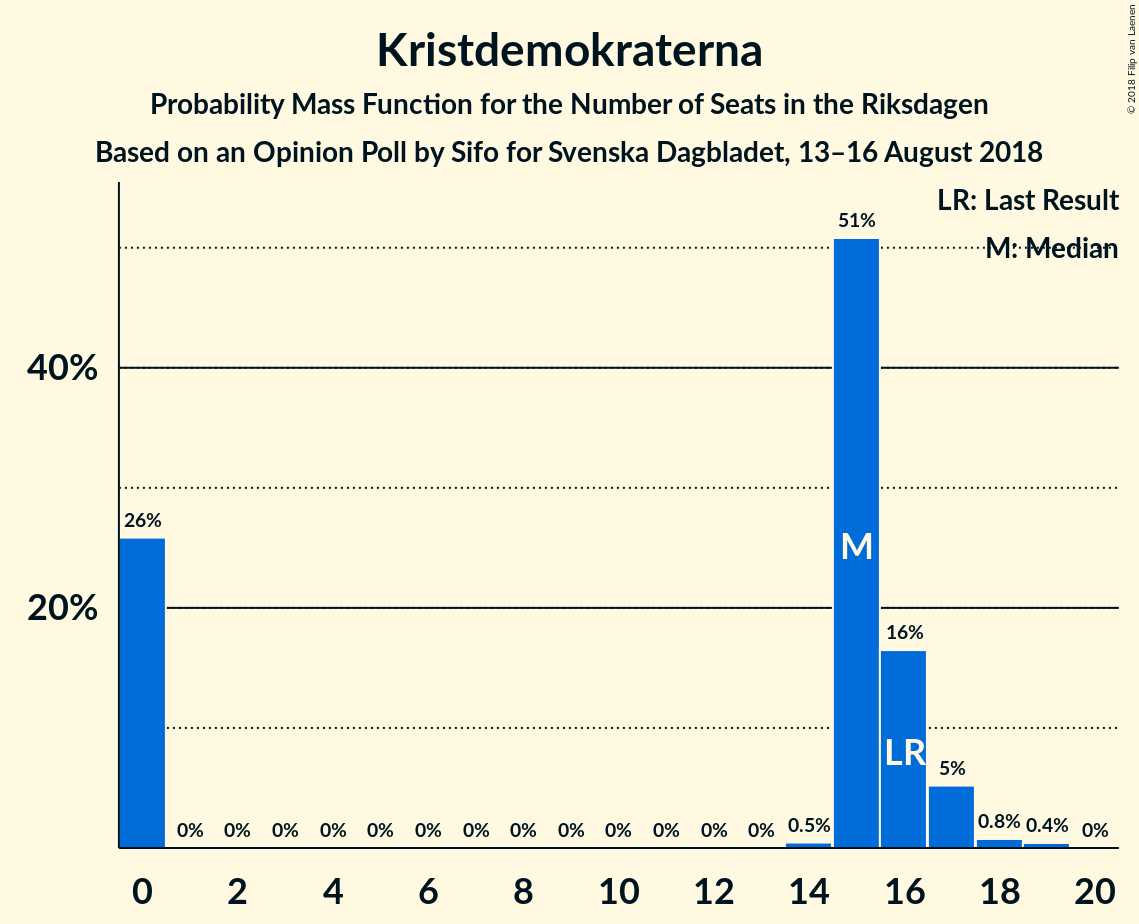 Kristdemokraterna
Probability Mass Function for the Number of Seats in the Riksdagen
Based on an Opinion Poll by Sifo for Svenska Dagbladet, 13–16 August 2018
© 2018 Filip van Laenen
LR: Last Result
M: Median
51%
40%
26%
M
20%
16%
LR
5%
0% 0% 0% 0% 0% 0% 0% 0% 0% 0% 0% 0% 0% 0.5% 0.8% 0.4% 0%
0 2 4 6 8 10 12 14 16 18 20